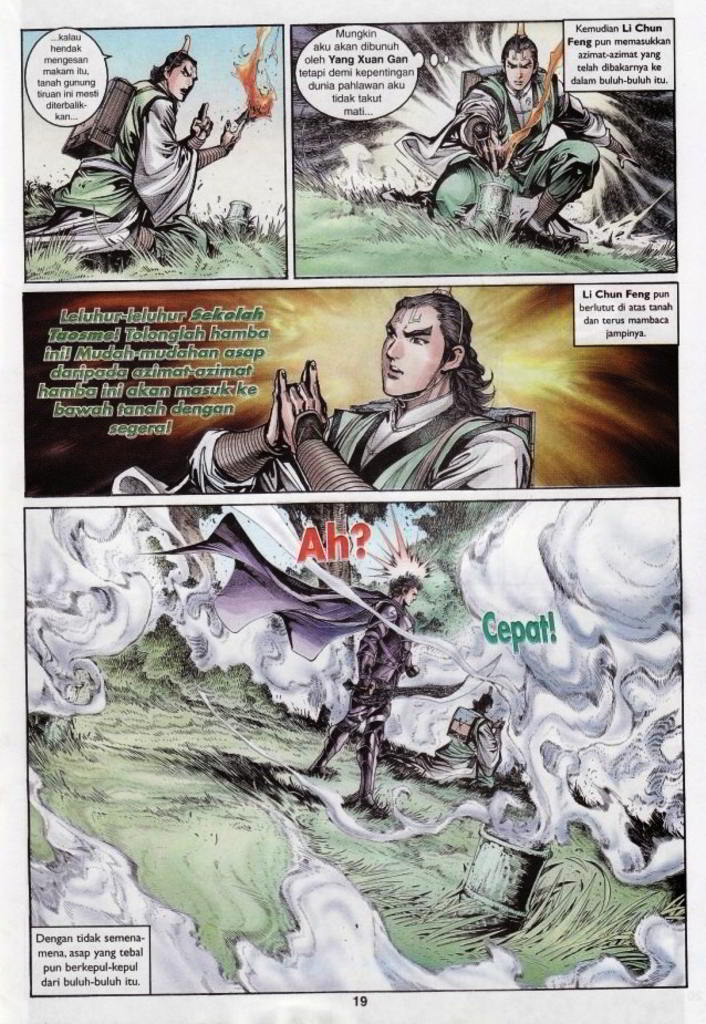 ...kalau
hendak
mengesan
makam itu,
tanah gunung
tiruan ini mesti
diterbalik-
kan...
Mungkin
aku akan dibunuh
oleh Yang Xuan Gan
tetapi demi kepentingan
dunia pahlawan aku
tidak takut
mati...
Kemudian Li Chun
Feng pun memasukkan
azimat-azimat yang
telah dibakarnya ke
dalam buluh-buluh itu.
Leluhur-leluhur Sekolah
Taosme! Tolonglah hamba
ini! Mudah-mudahan asap
daripada azimat-azimat
hamba ini akan masuk ke
bawah tanah dengan
segera!
Li Chun Feng pun
berlutut di atas tanah
dan terus mambaca
jampinya.
Ah?
Cepat!
Dengan tidak semena-
mena, asap yang tebal
pun berkepul-kepul
dari buluh-buluh itu.
19